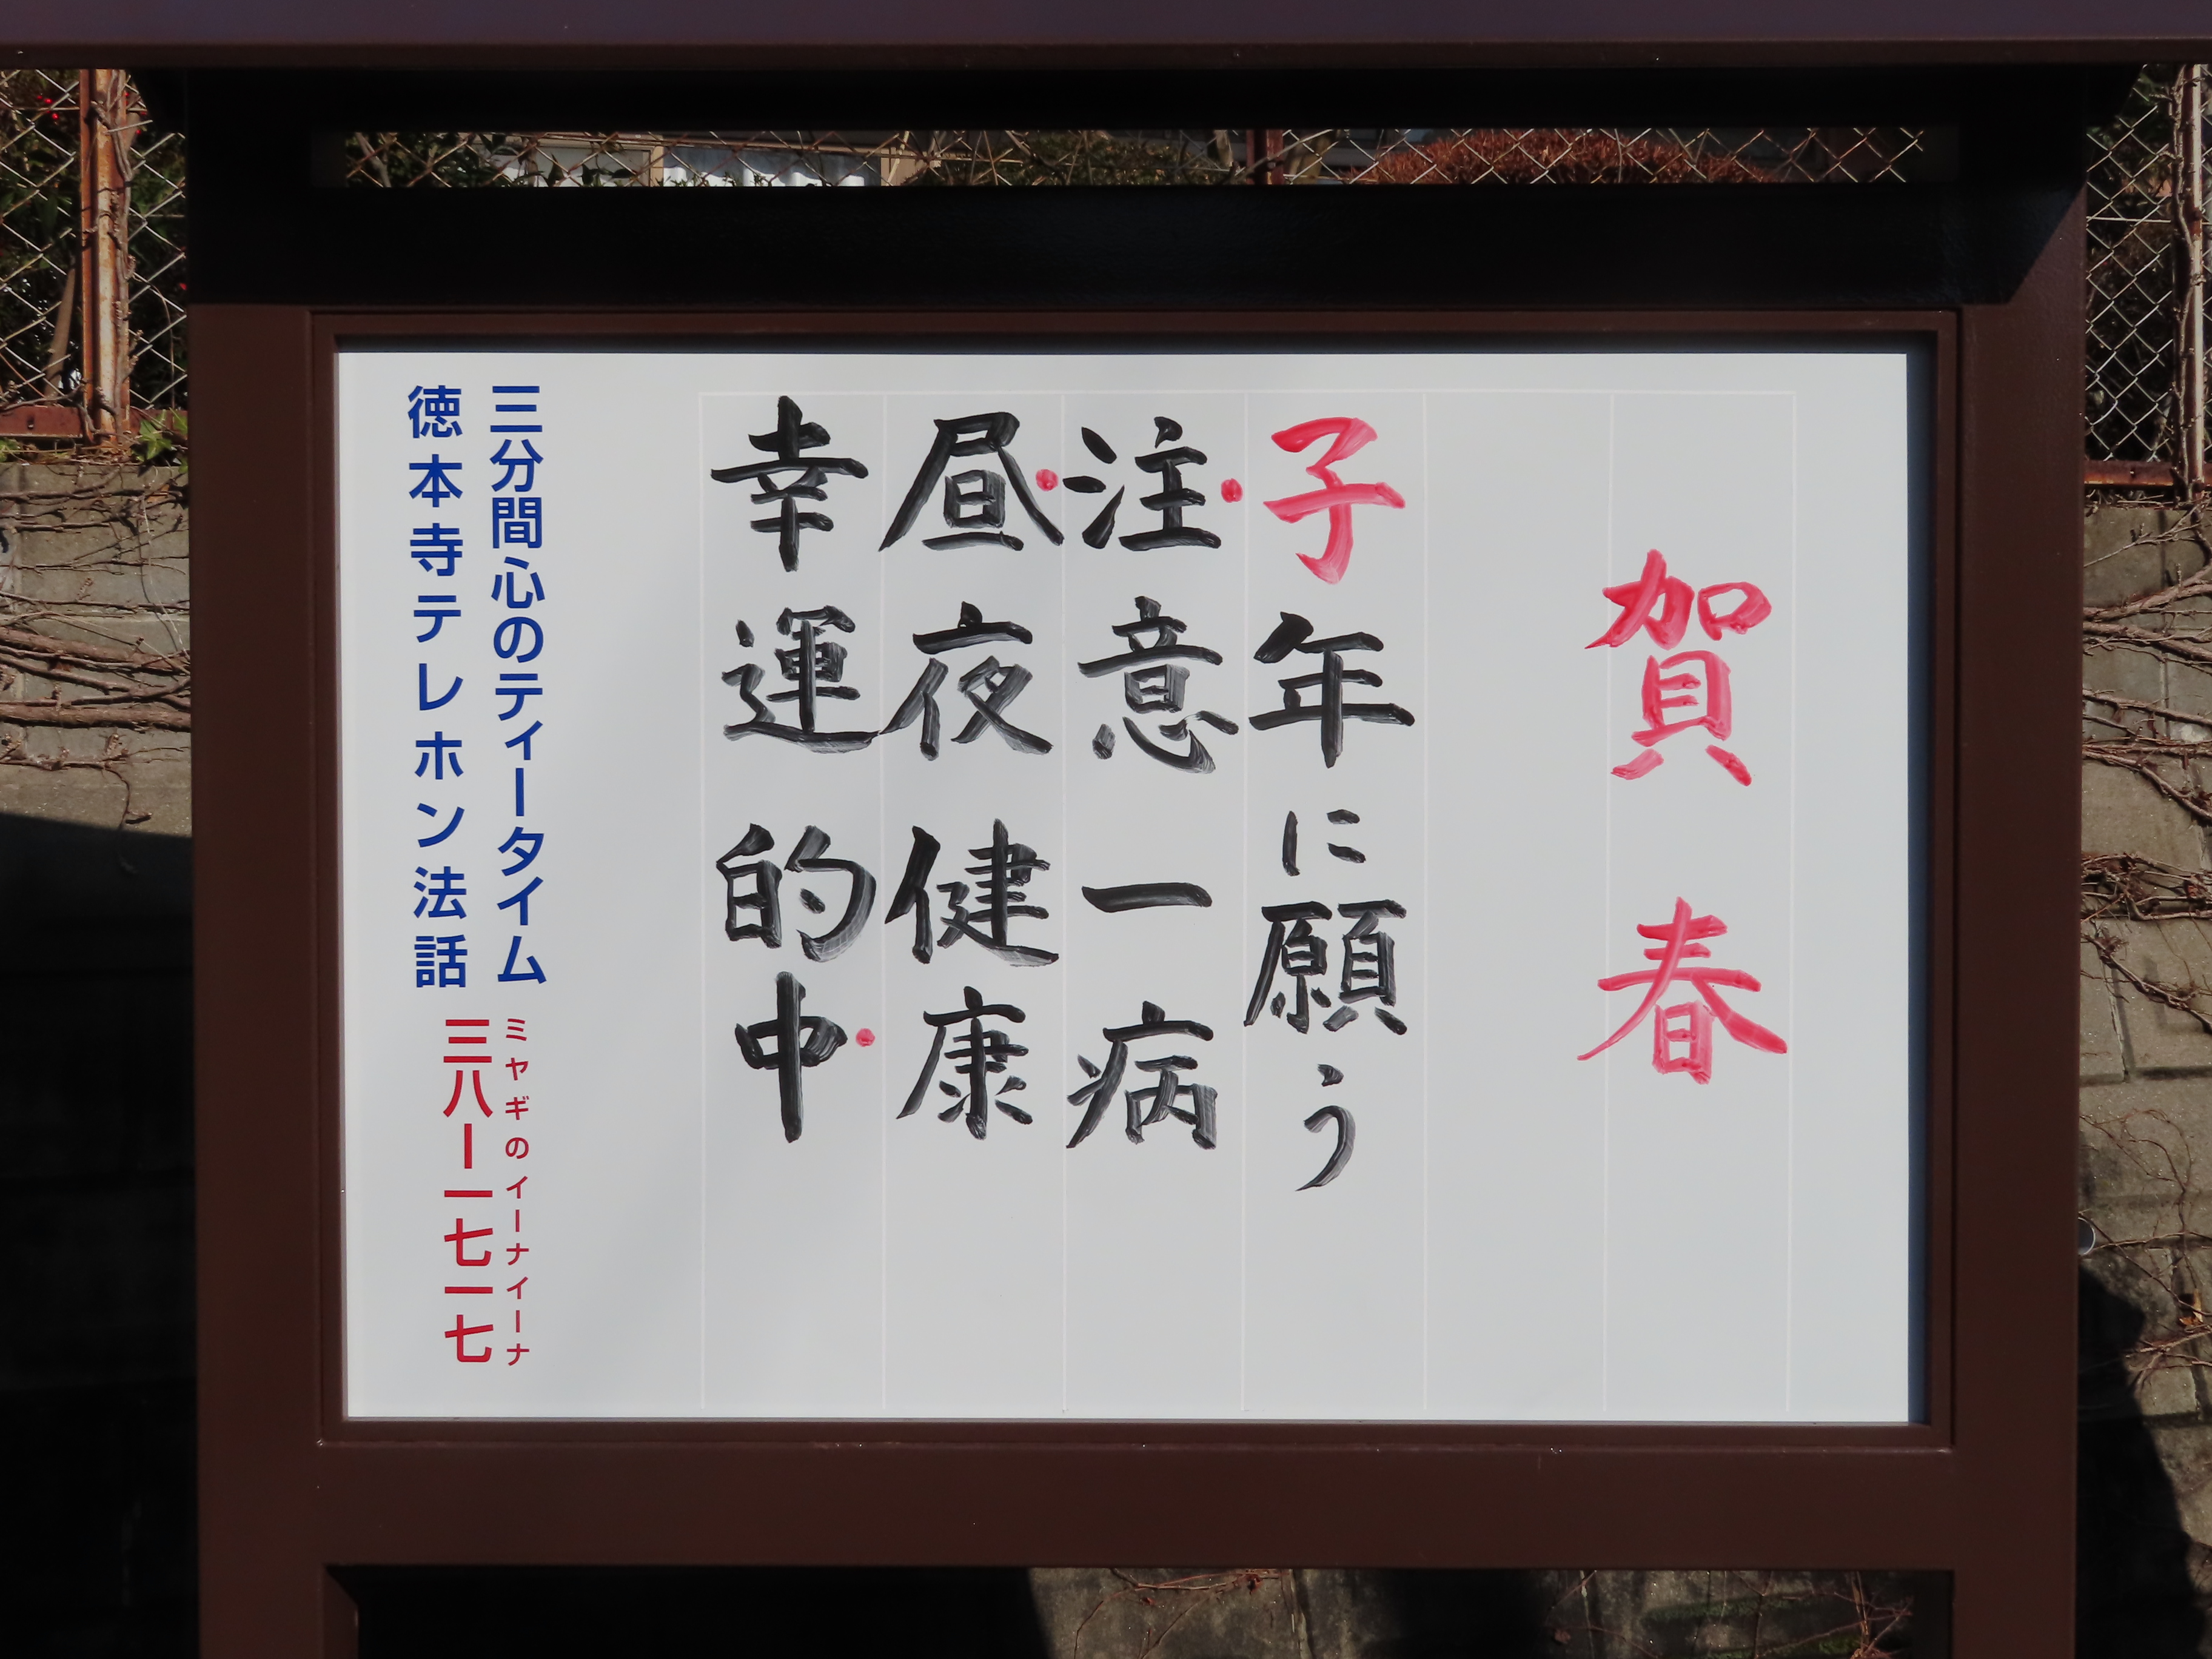 賀春
子年に願う
注意一病
昼夜健康
幸運的中
三分間心のティータイム
徳本寺テレホン法話
ミヤギのイーナイーナ
三八ー一七一七